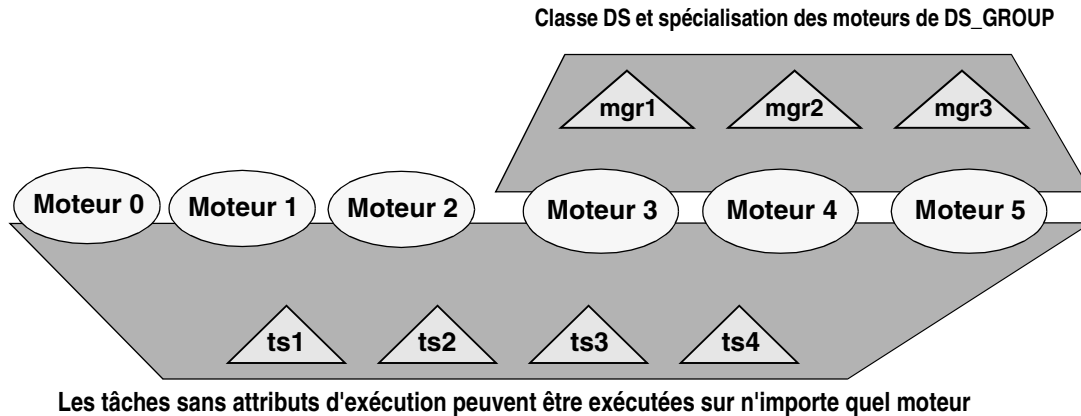 Classe DS et spécialisation des moteurs de DS_GROUP
mgr1 mgr2 mgr3
Moteur 0 Moteur 1 Moteur 2 Moteur 3 Moteur 4 Moteur 5
ts1 ts2 ts3 ts4
Les tâches sans attributs d'exécution peuvent être exécutées sur n'importe quel moteur